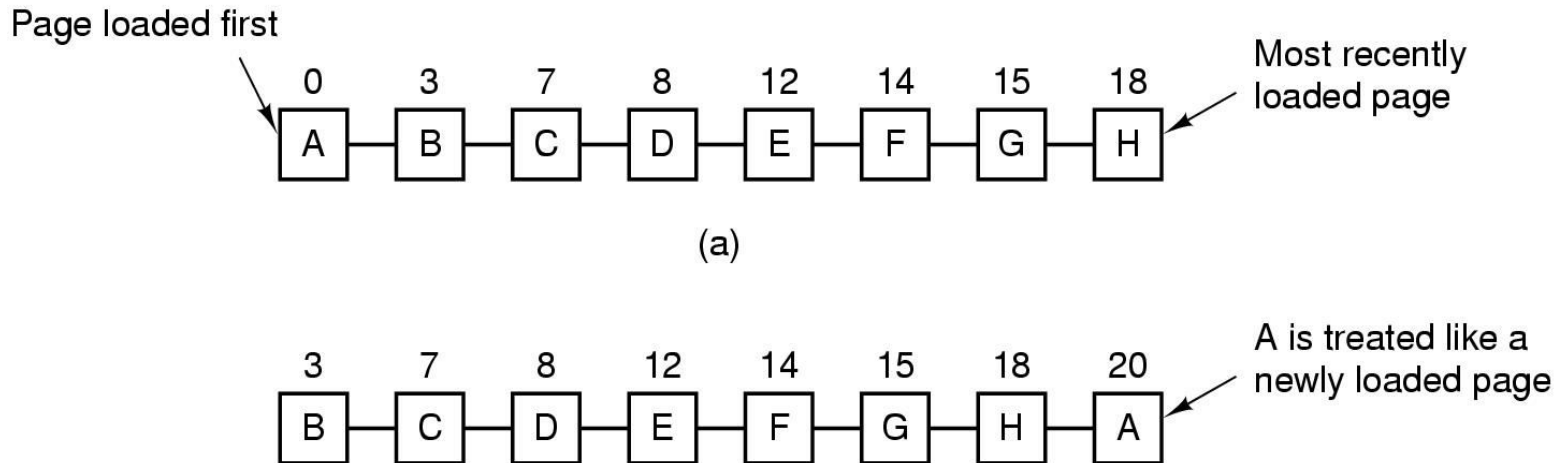 Page loaded first
Most recently
loaded page
0 3 7 8 12 14 15 18
A B C D E F G H
(a)
A is treated like a
newly loaded page
3 7 8 12 14 15 18 20
B C D E F G H A